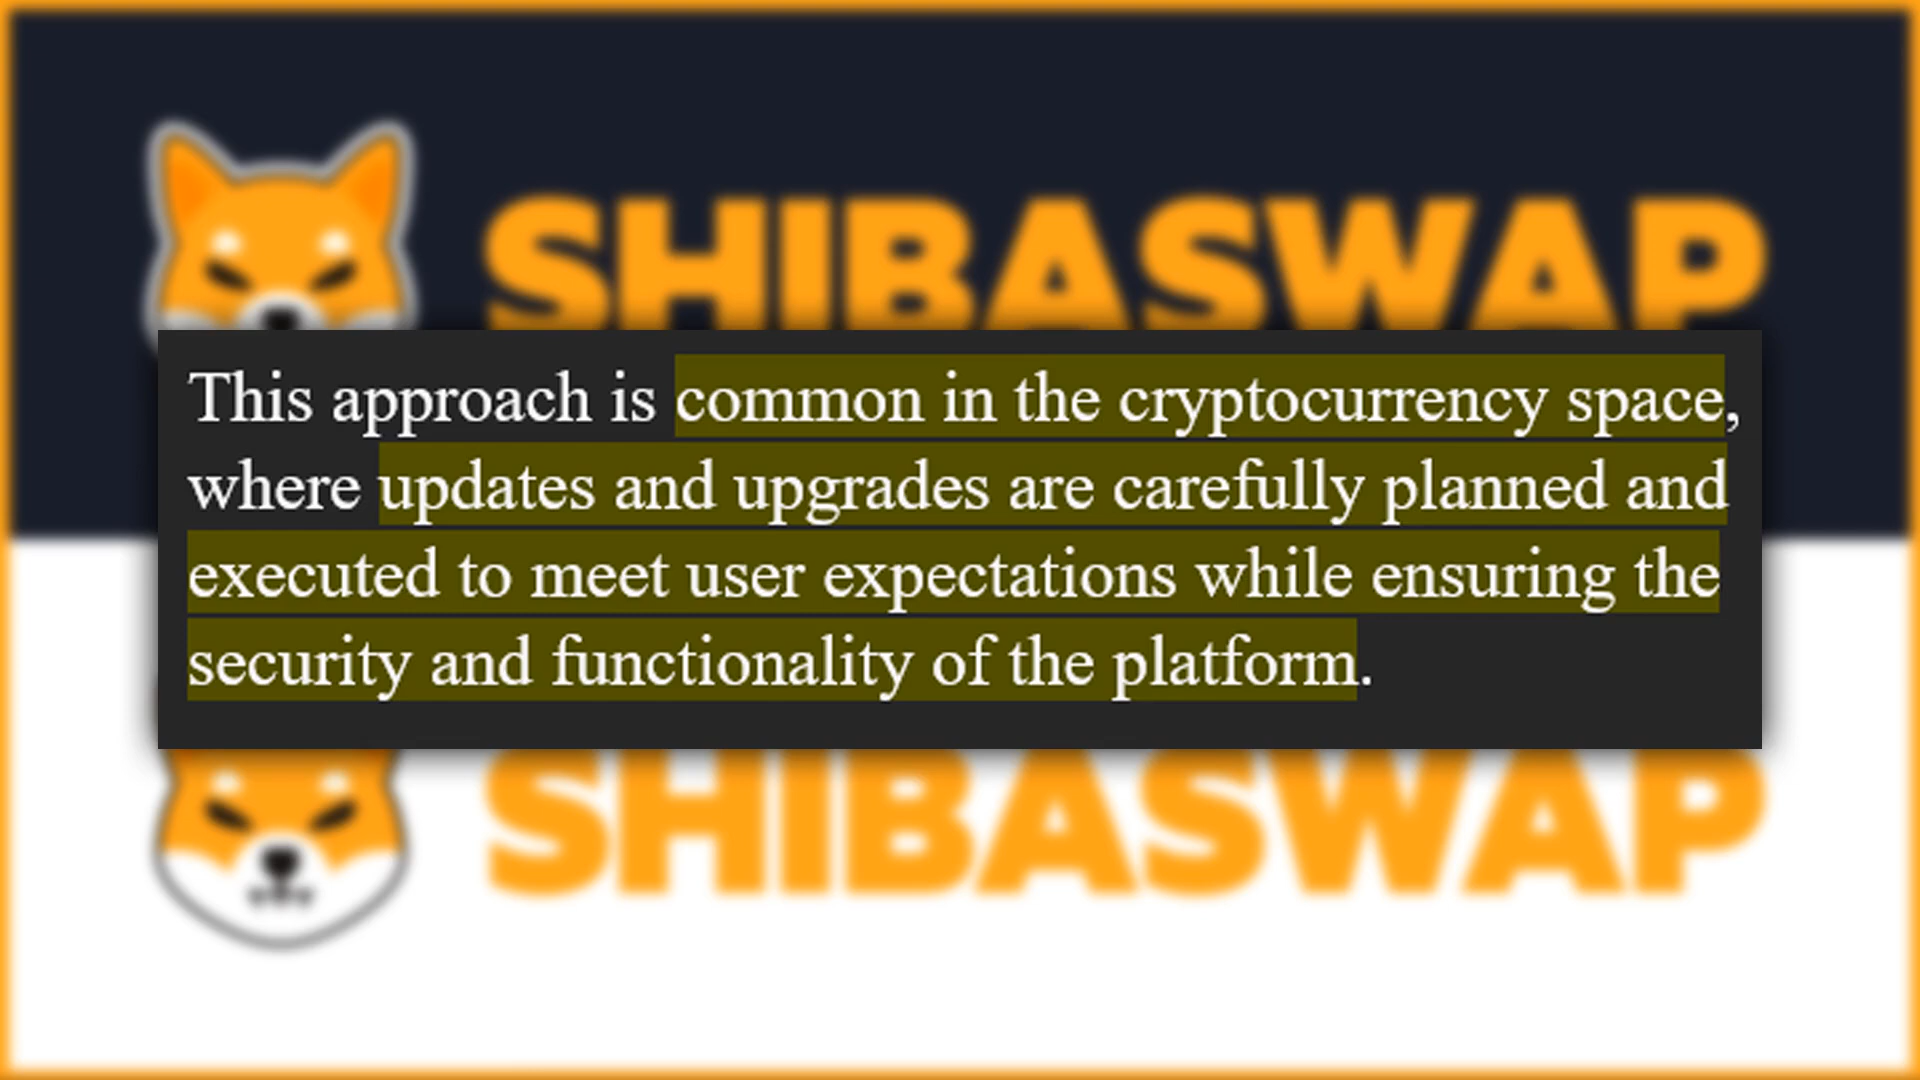 SHIBASWAP
This approach is common in the cryptocurrency space,
where updates and upgrades are carefully planned and
executed to meet user expectations while ensuring the
security and functionality of the platform.
SHIBASWAP